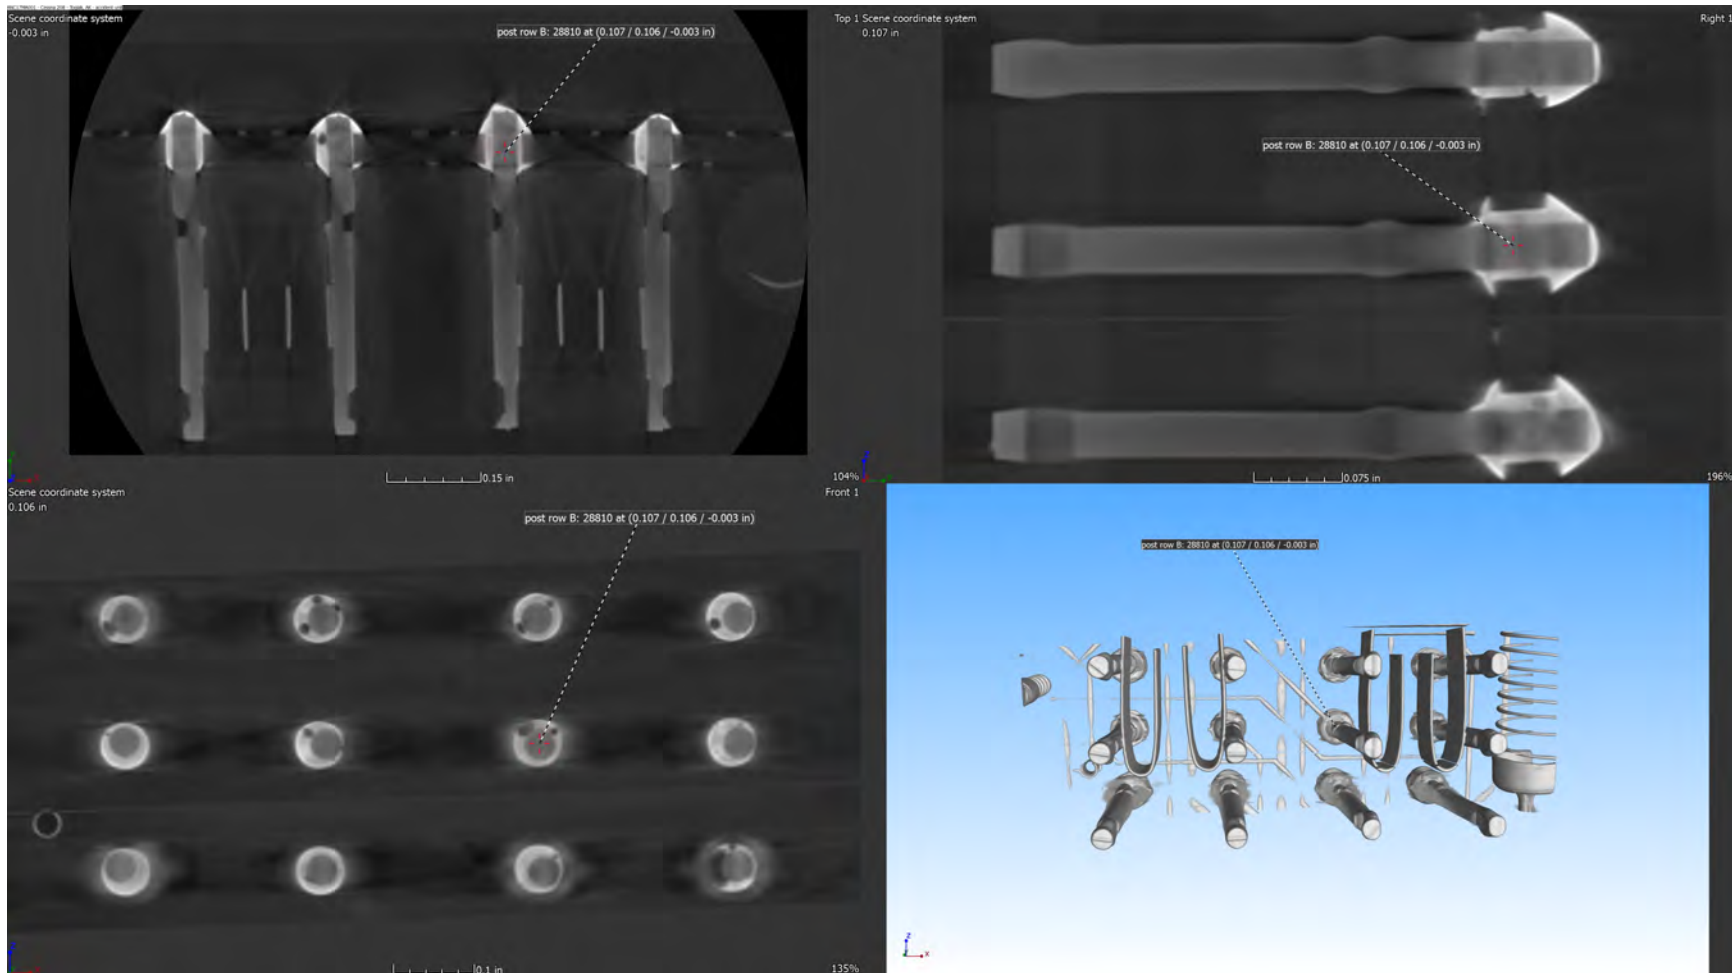 Scene coordinate system
-0.003 in
Top 1
post row B: 28810 at (0.107 / 0.106 / -0.003 in)
0.15 in
104%
Scene coordinate system
0.107 in
Right 1
post row B: 28810 at (0.107 / 0.106 / -0.003 in)
0.075 in
196%
Scene coordinate system
0.106 in
Front 1
post row B: 28810 at (0.107 / 0.106 / -0.003 in)
0.1 in
135%
post row B: 28810 at (0.107 / 0.106 / -0.003 in)
z
x